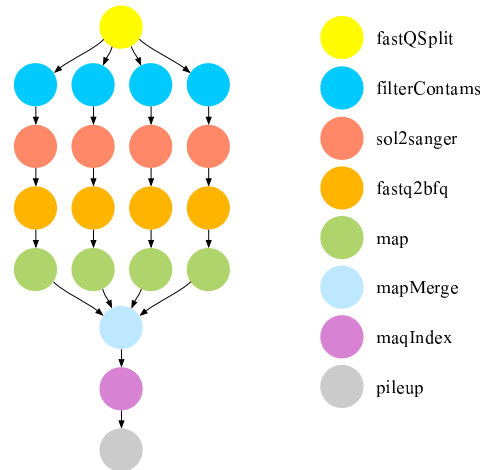 fastQSplit
filterContams
sol2sanger
fastq2bfq
map
mapMerge
maqIndex
pileup